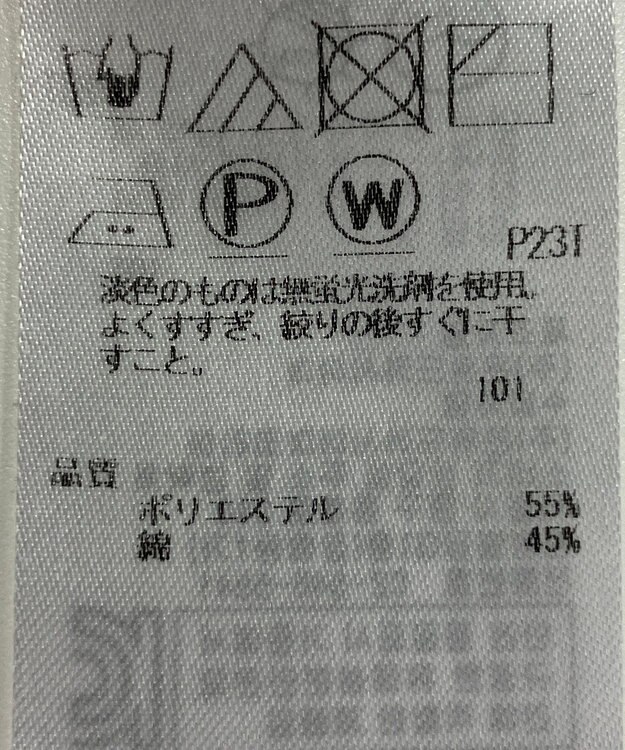 P W
P23T
淡色のものは無蛍光洗剤を使用。
よくすすぎ、絞りの後すぐに干
すこと。
101
品質
ポリエステル 55%
綿 45%